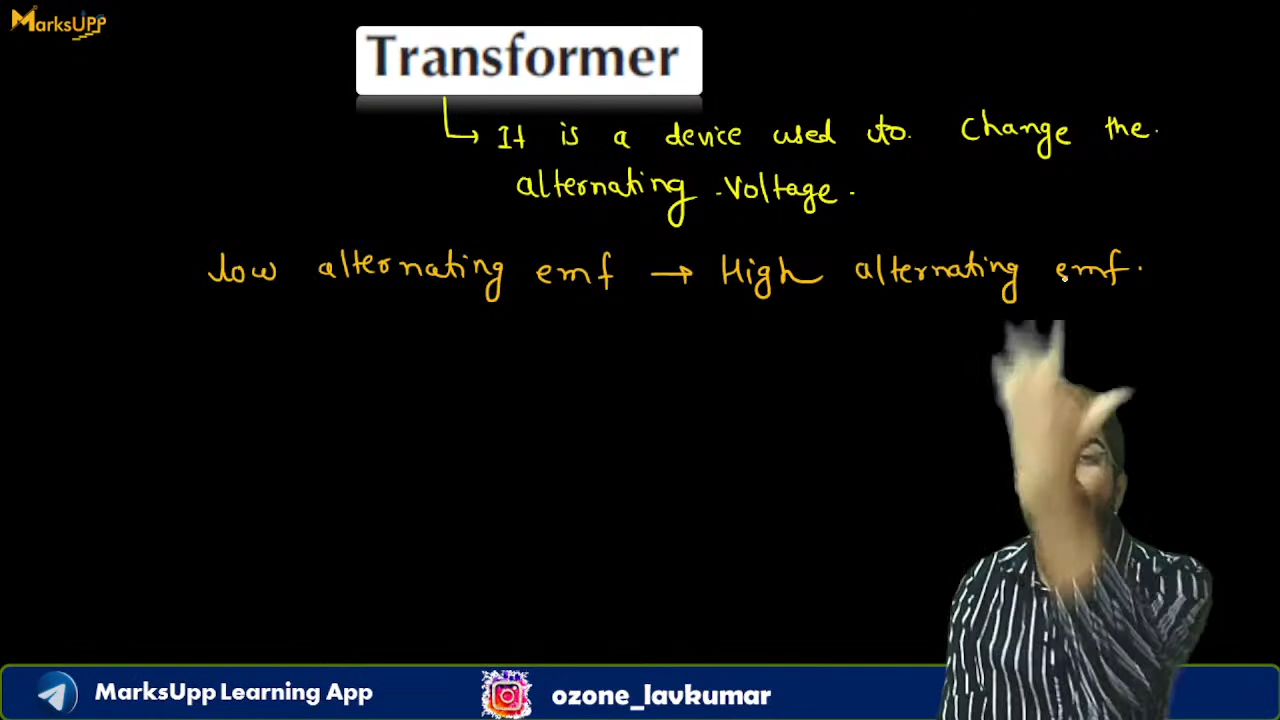 MarksUPP
Transformer
It is a device used to change the
alternating voltage.
low alternating emf → High alternating emf.
MarksUpp Learning App
ozone_lavkumar